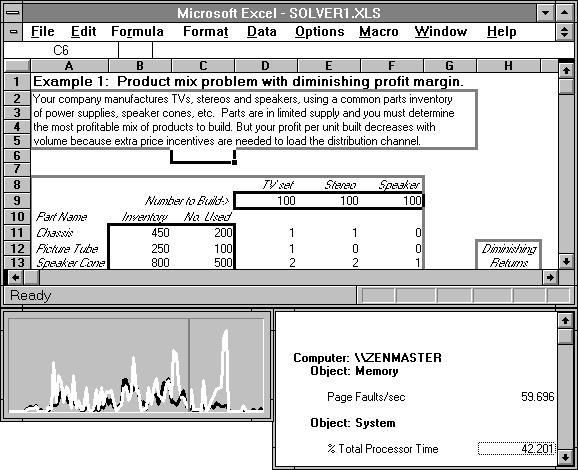 Microsoft Excel - SOLVER1.XLS
File Edit Formula Format Data Options Macro Window Help
C6
A B C D E F G H
1 Example 1: Product mix problem with diminishing profit margin.
2 Your company manufactures TVs, stereos and speakers, using a common parts inventory
3 of power supplies, speaker cones, etc. Parts are in limited supply and you must determine
4 the most profitable mix of products to build. But your profit per unit built decreases with
5 volume because extra price incentives are needed to load the distribution channel.
6
7
8 TV set Stereo Speaker
9 Number to Build-> 100 100 100
10 Part Name Inventory No. Used
11 Chassis 450 200 1 1 0
12 Picture Tube 250 100 1 0 0 Diminishing
13 Speaker Cone 800 500 2 2 1 Returns
Ready
Computer: \\ZENMASTER
Object: Memory
Page Faults/sec 59.696
Object: System
% Total Processor Time 42.201